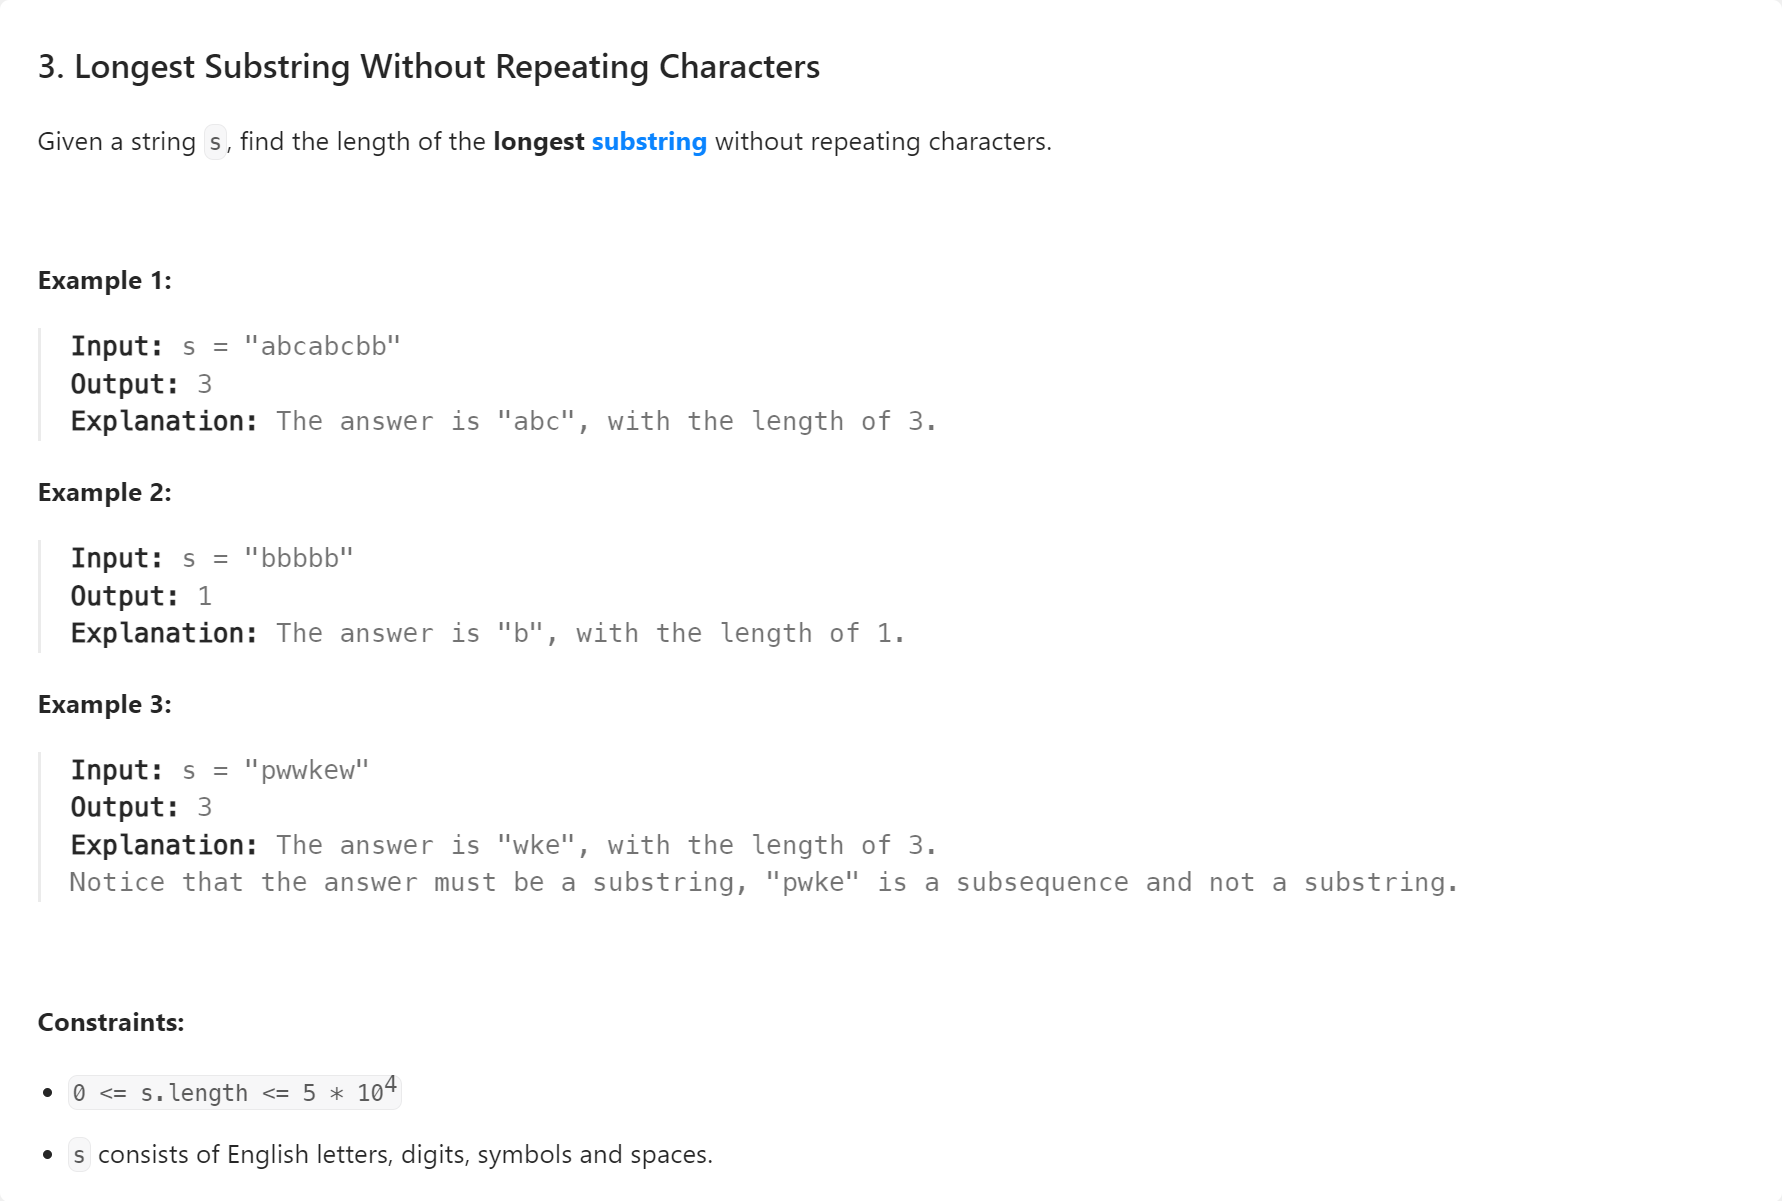 3. Longest Substring Without Repeating Characters
Given a string s, find the length of the longest substring without repeating characters.
Example 1:
Input: s = "abcabcbb"
Output: 3
Explanation: The answer is "abc", with the length of 3.
Example 2:
Input: s = "bbbbb"
Output: 1
Explanation: The answer is "b", with the length of 1.
Example 3:
Input: s = "pwwkew"
Output: 3
Explanation: The answer is "wke", with the length of 3.
Notice that the answer must be a substring, "pwke" is a subsequence and not a substring.
Constraints:
• 0 <= s.length <= 5 * 10⁴
• s consists of English letters, digits, symbols and spaces.